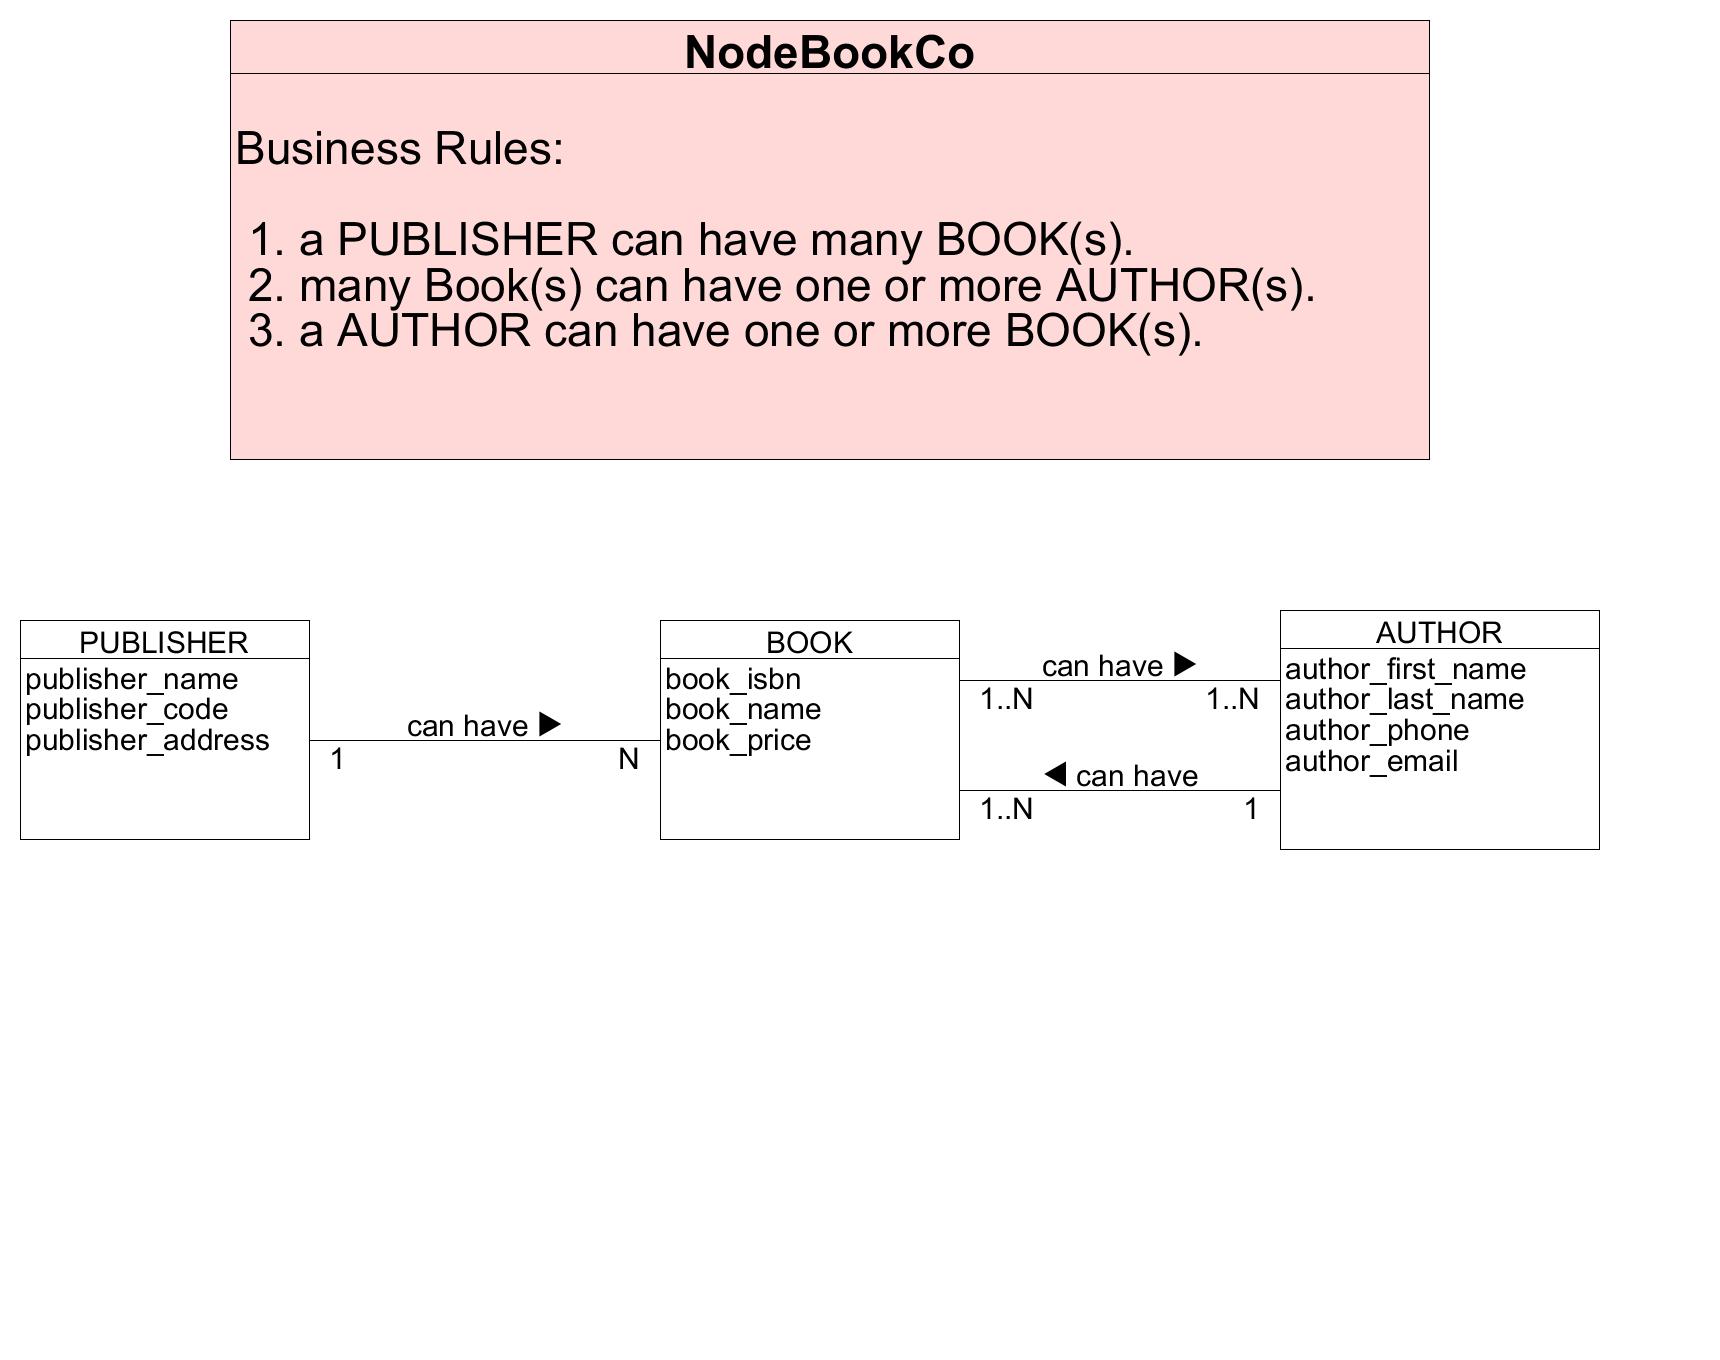 NodeBookCo
Business Rules:
1. a PUBLISHER can have many BOOK(s).
2. many Book(s) can have one or more AUTHOR(s).
3. a AUTHOR can have one or more BOOK(s).
PUBLISHER
publisher_name
publisher_code
publisher_address
can have ▶
1
N
BOOK
book_isbn
book_name
book_price
can have ▶
1..N
1..N
◀ can have
1..N
1
AUTHOR
author_first_name
author_last_name
author_phone
author_email